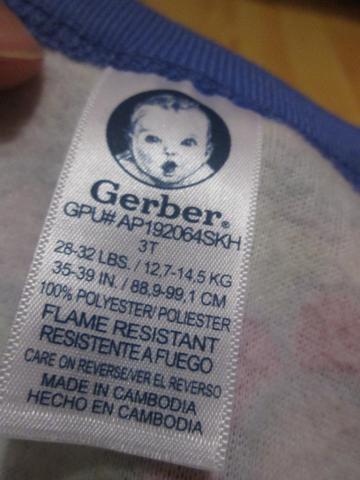 Gerber®
GPU# AP192064SKH
3T
28-32 LBS. / 12,7-14.5 KG
35-39 IN. / 88.9-99,1 CM
100% POLYESTER/ POLIESTER
FLAME RESISTANT
RESISTENTE A FUEGO
CARE ON REVERSE/VER EL REVERSO
MADE IN CAMBODIA
HECHO EN CAMBODIA